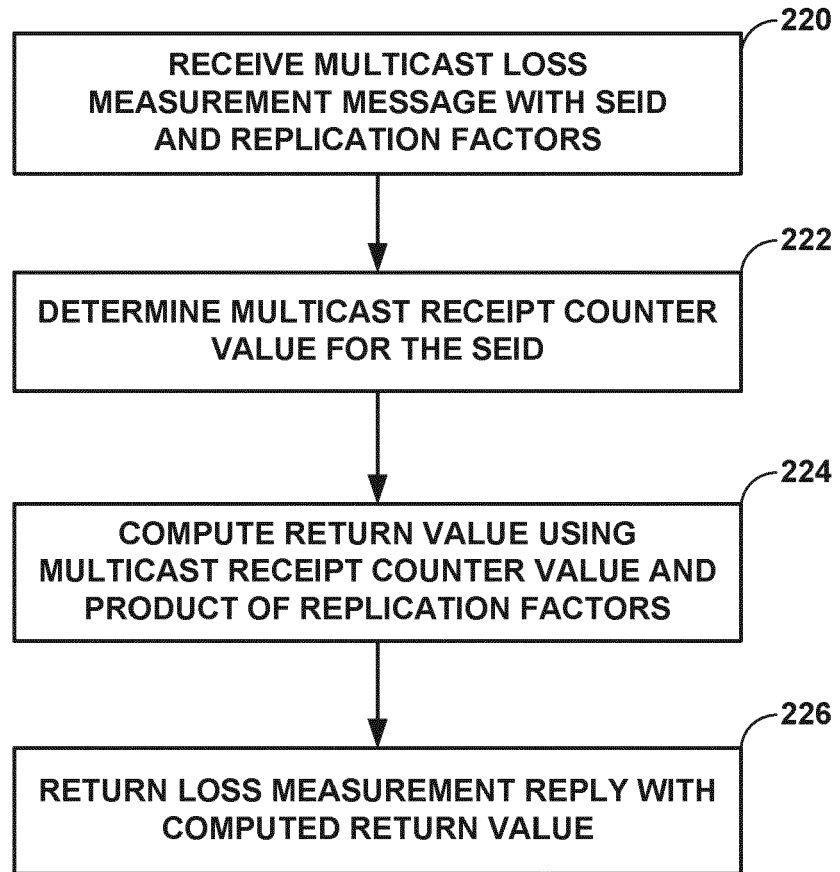 220
RECEIVE MULTICAST LOSS
MEASUREMENT MESSAGE WITH SEID
AND REPLICATION FACTORS
222
DETERMINE MULTICAST RECEIPT COUNTER
VALUE FOR THE SEID
224
COMPUTE RETURN VALUE USING
MULTICAST RECEIPT COUNTER VALUE AND
PRODUCT OF REPLICATION FACTORS
226
RETURN LOSS MEASUREMENT REPLY WITH
COMPUTED RETURN VALUE